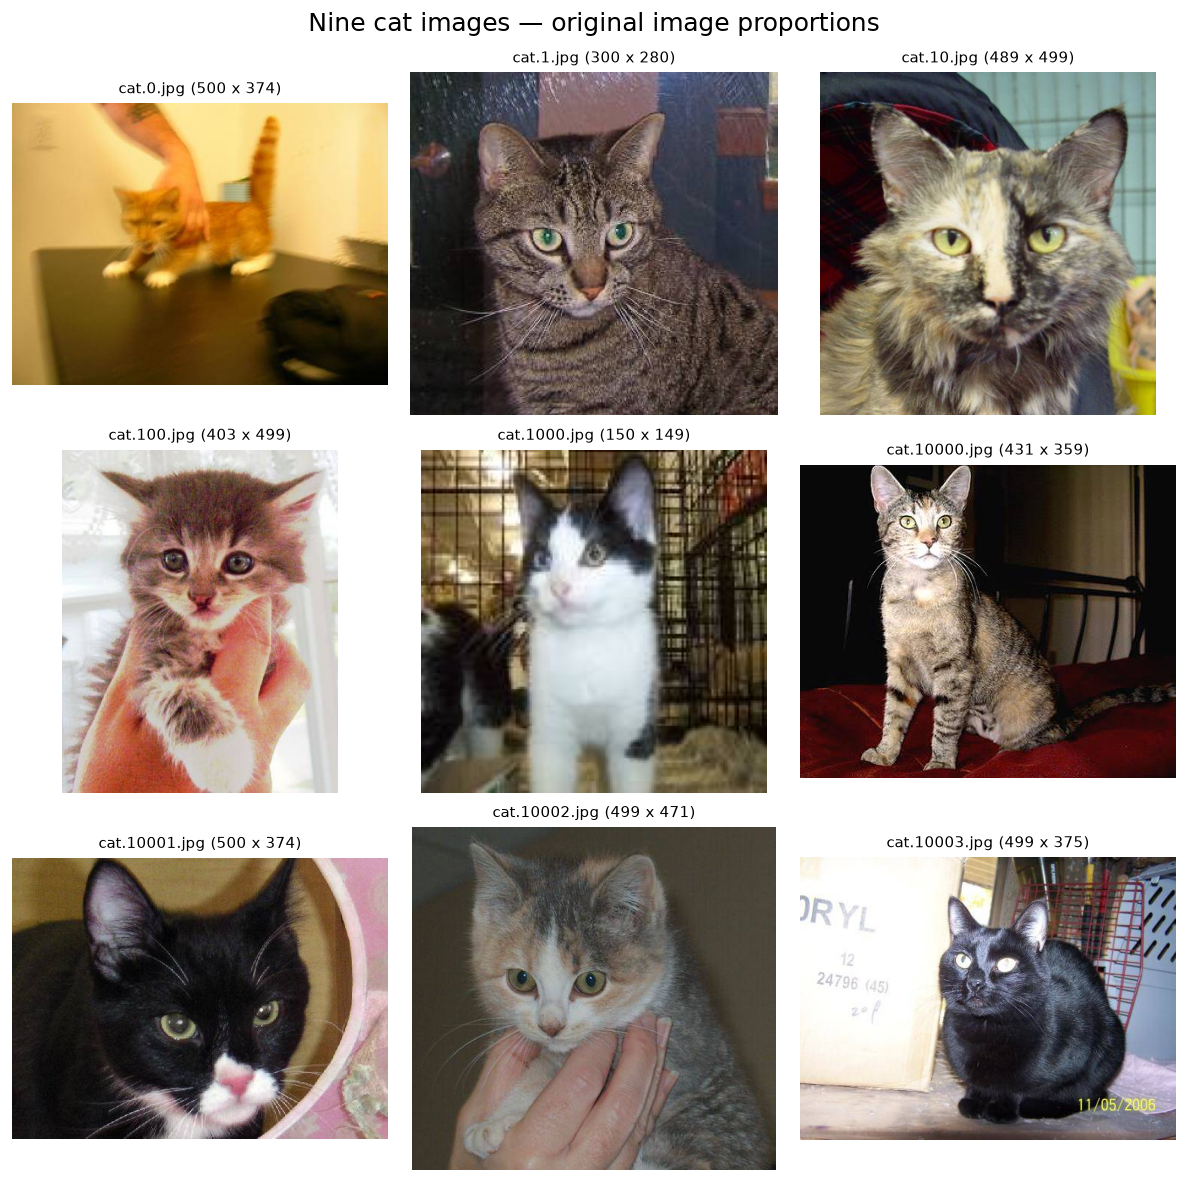 Nine cat images — original image proportions
cat.0.jpg (500 x 374)
cat.1.jpg (300 x 280)
cat.10.jpg (489 x 499)
cat.100.jpg (403 x 499)
cat.1000.jpg (150 x 149)
cat.10000.jpg (431 x 359)
cat.10001.jpg (500 x 374)
cat.10002.jpg (499 x 471)
cat.10003.jpg (499 x 375)
ORYL
12
24796 (45)
11/05/2006